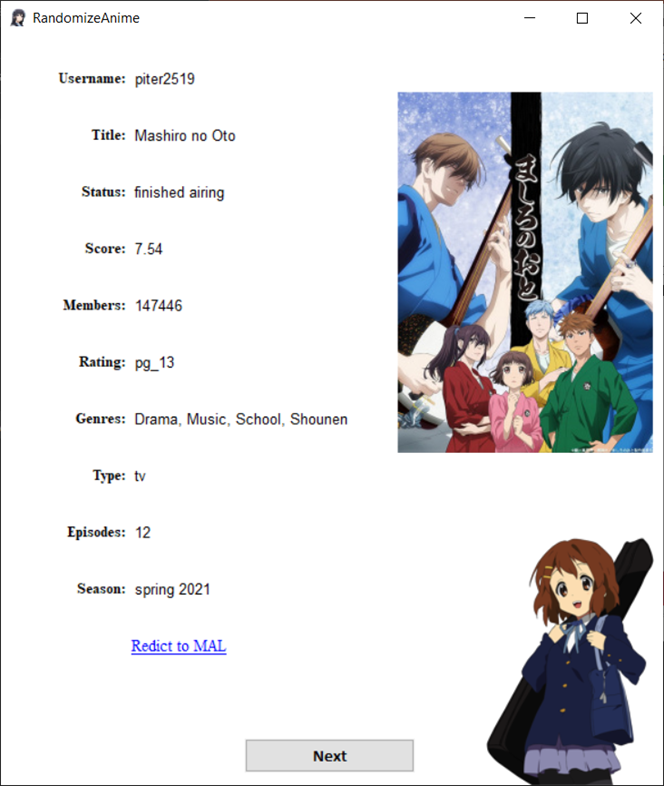 RandomizeAnime
Username: piter2519
Title: Mashiro no Oto
Status: finished airing
Score: 7.54
Members: 147446
Rating: pg_13
Genres: Drama, Music, School, Shounen
Type: tv
Episodes: 12
Season: spring 2021
Redict to MAL
ましろのおと
Next